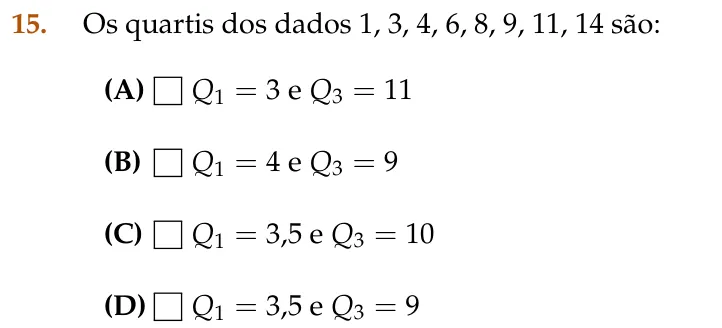 15. Os quartis dos dados 1, 3, 4, 6, 8, 9, 11, 14 são:
(A) □ Q₁ = 3 e Q₃ = 11
(B) □ Q₁ = 4 e Q₃ = 9
(C) □ Q₁ = 3,5 e Q₃ = 10
(D) □ Q₁ = 3,5 e Q₃ = 9